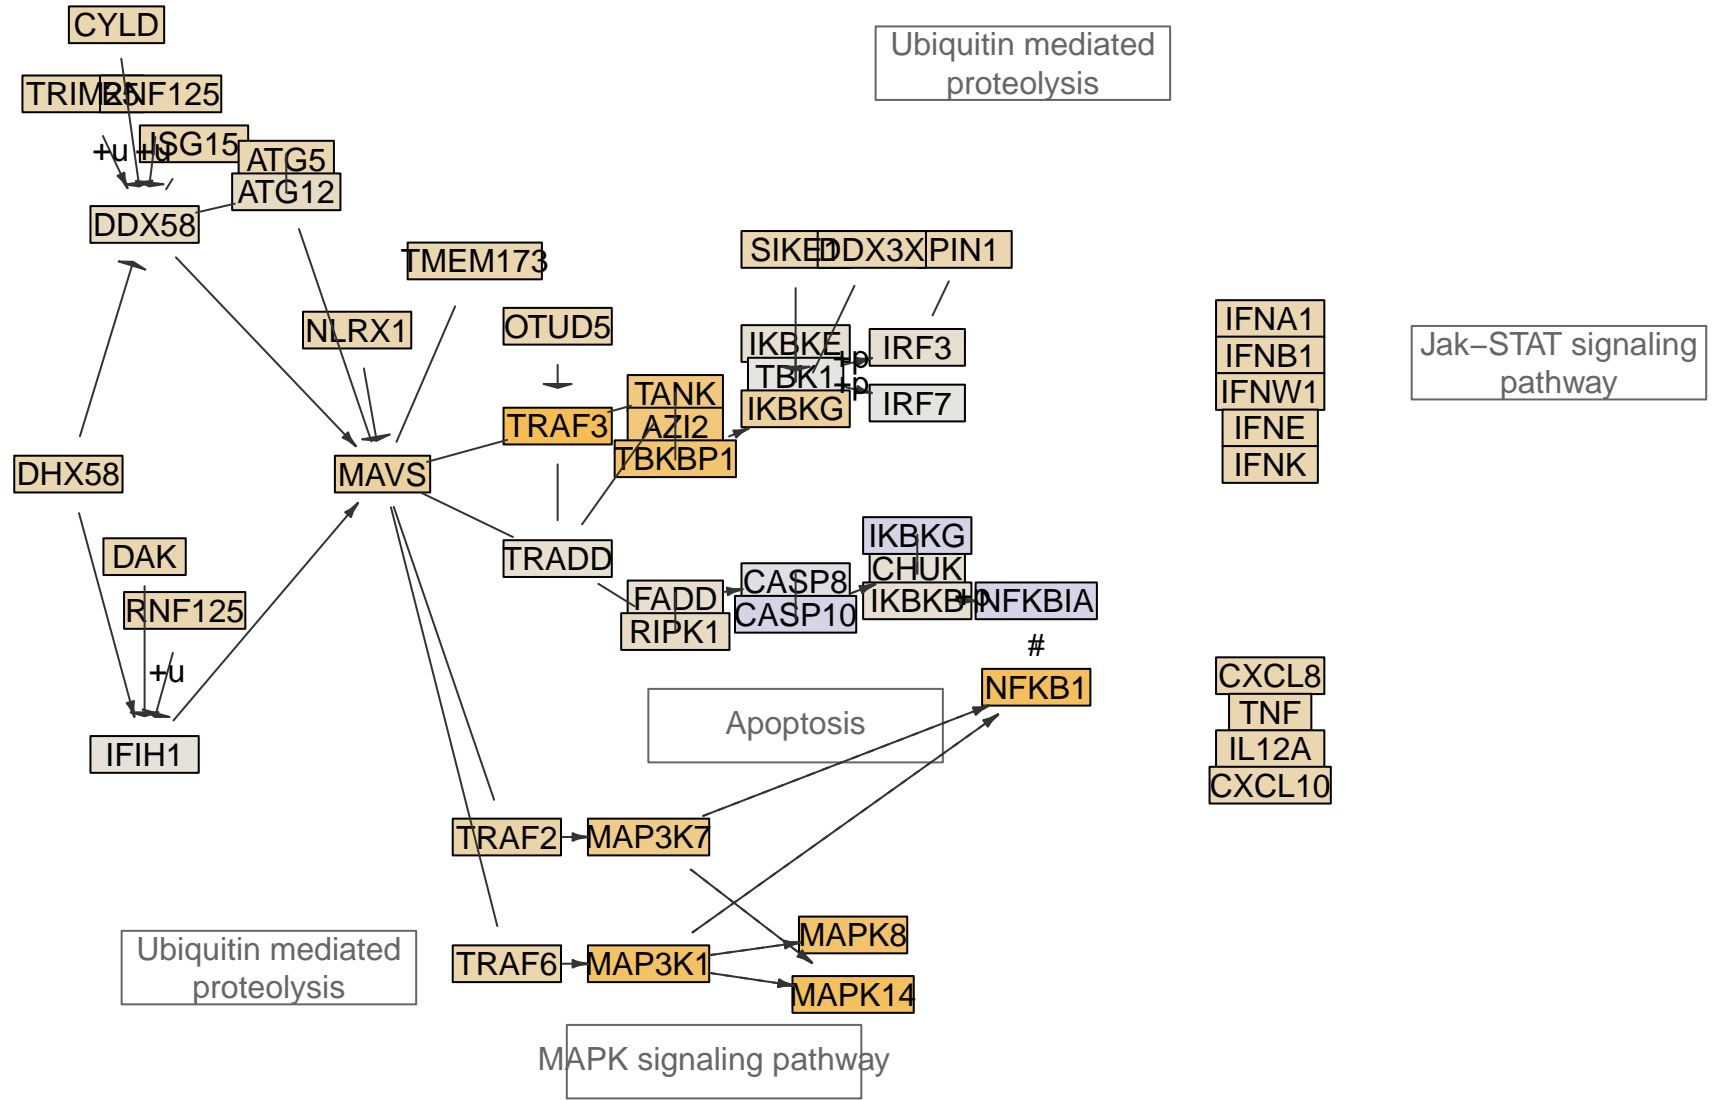 CYLD
Ubiquitin mediated
proteolysis
TRIM25
RNF125
ISG15
+u
+u
ATG5
ATG12
DDX58
TMEM173
SIKE1
DDX3X
PIN1
NLRX1
OTUD5
IKBKE
TBK1
IKBKG
+p
+p
IRF3
IRF7
IFNA1
IFNB1
IFNW1
IFNE
IFNK
Jak−STAT signaling
pathway
TRAF3
TANK
AZI2
TBKBP1
DHX58
MAVS
DAK
RNF125
+u
IFIH1
TRADD
FADD
RIPK1
CASP8
CASP10
IKBKG
CHUK
IKBKB
+p
NFKBIA
#
NFKB1
Apoptosis
CXCL8
TNF
IL12A
CXCL10
TRAF2
MAP3K7
TRAF6
MAP3K1
MAPK8
MAPK14
Ubiquitin mediated
proteolysis
MAPK signaling pathway